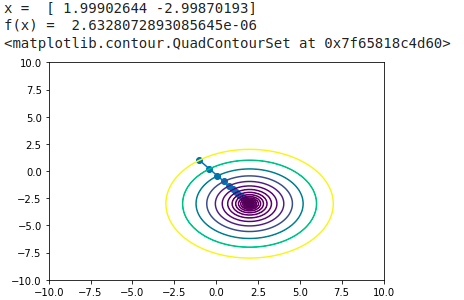 x =  [ 1.99902644 -2.99870193]
f(x) =  2.6328072893085645e-06
<matplotlib.contour.QuadContourSet at 0x7f65818c4d60>
10.0
7.5
5.0
2.5
0.0
−2.5
−5.0
−7.5
−10.0
−10.0 −7.5 −5.0 −2.5 0.0 2.5 5.0 7.5 10.0